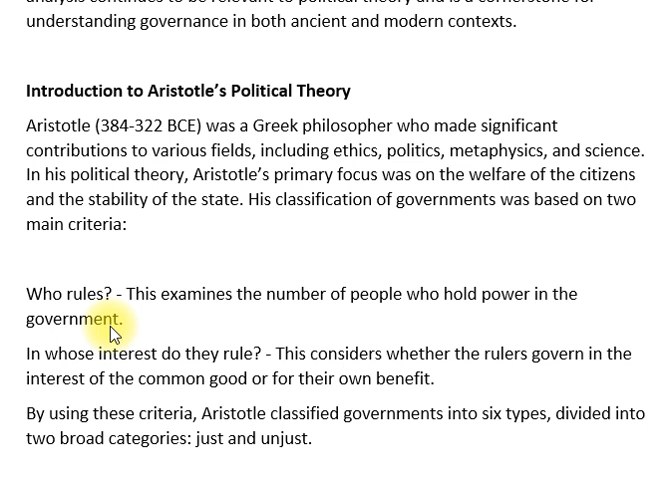 understanding governance in both ancient and modern contexts.
Introduction to Aristotle's Political Theory
Aristotle (384-322 BCE) was a Greek philosopher who made significant
contributions to various fields, including ethics, politics, metaphysics, and science.
In his political theory, Aristotle's primary focus was on the welfare of the citizens
and the stability of the state. His classification of governments was based on two
main criteria:
Who rules? - This examines the number of people who hold power in the
government.
In whose interest do they rule? - This considers whether the rulers govern in the
interest of the common good or for their own benefit.
By using these criteria, Aristotle classified governments into six types, divided into
two broad categories: just and unjust.